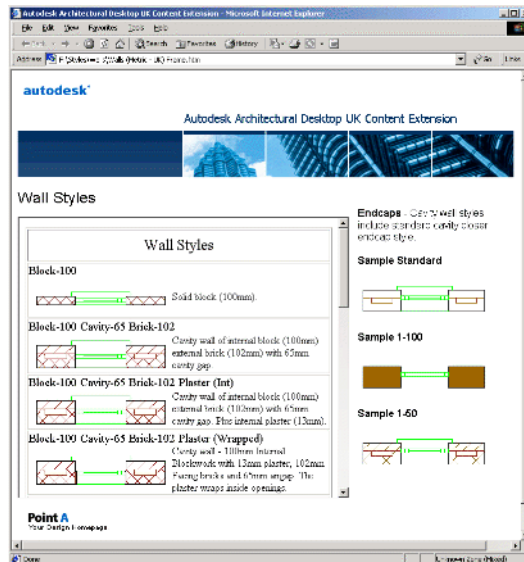 Autodesk Architectural Desktop UK Content Extension - Microsoft Internet Explorer
File Edit View Favorites Tools Help
Search Favorites History
Address Go Links
autodesk
Autodesk Architectural Desktop UK Content Extension
Wall Styles
Wall Styles
Block-100
Solid block (100mm).
Block-100 Cavity-65 Brick-102
Cavity wall of internal block (100mm)
external brick (102mm) with 65mm
cavity gap.
Block-100 Cavity-65 Brick-102 Plaster (Int)
Cavity wall of internal block (100mm)
external brick (102mm) with 65mm
cavity gap. Plus internal plaster (13mm).
Block-100 Cavity-65 Brick-102 Plaster (Wrapped)
Cavity wall - 100mm Internal
Blockwork with 13mm plaster, 102mm
Facing bricks and 65mm airgap. The
plaster wraps inside openings.
Endcaps - Cavity wall styles
include standard cavity closer
endcap style.
Sample Standard
Sample 1-100
Sample 1-50
Point A
Your Design Homepage
Done
Unknown Zone (Mixed)